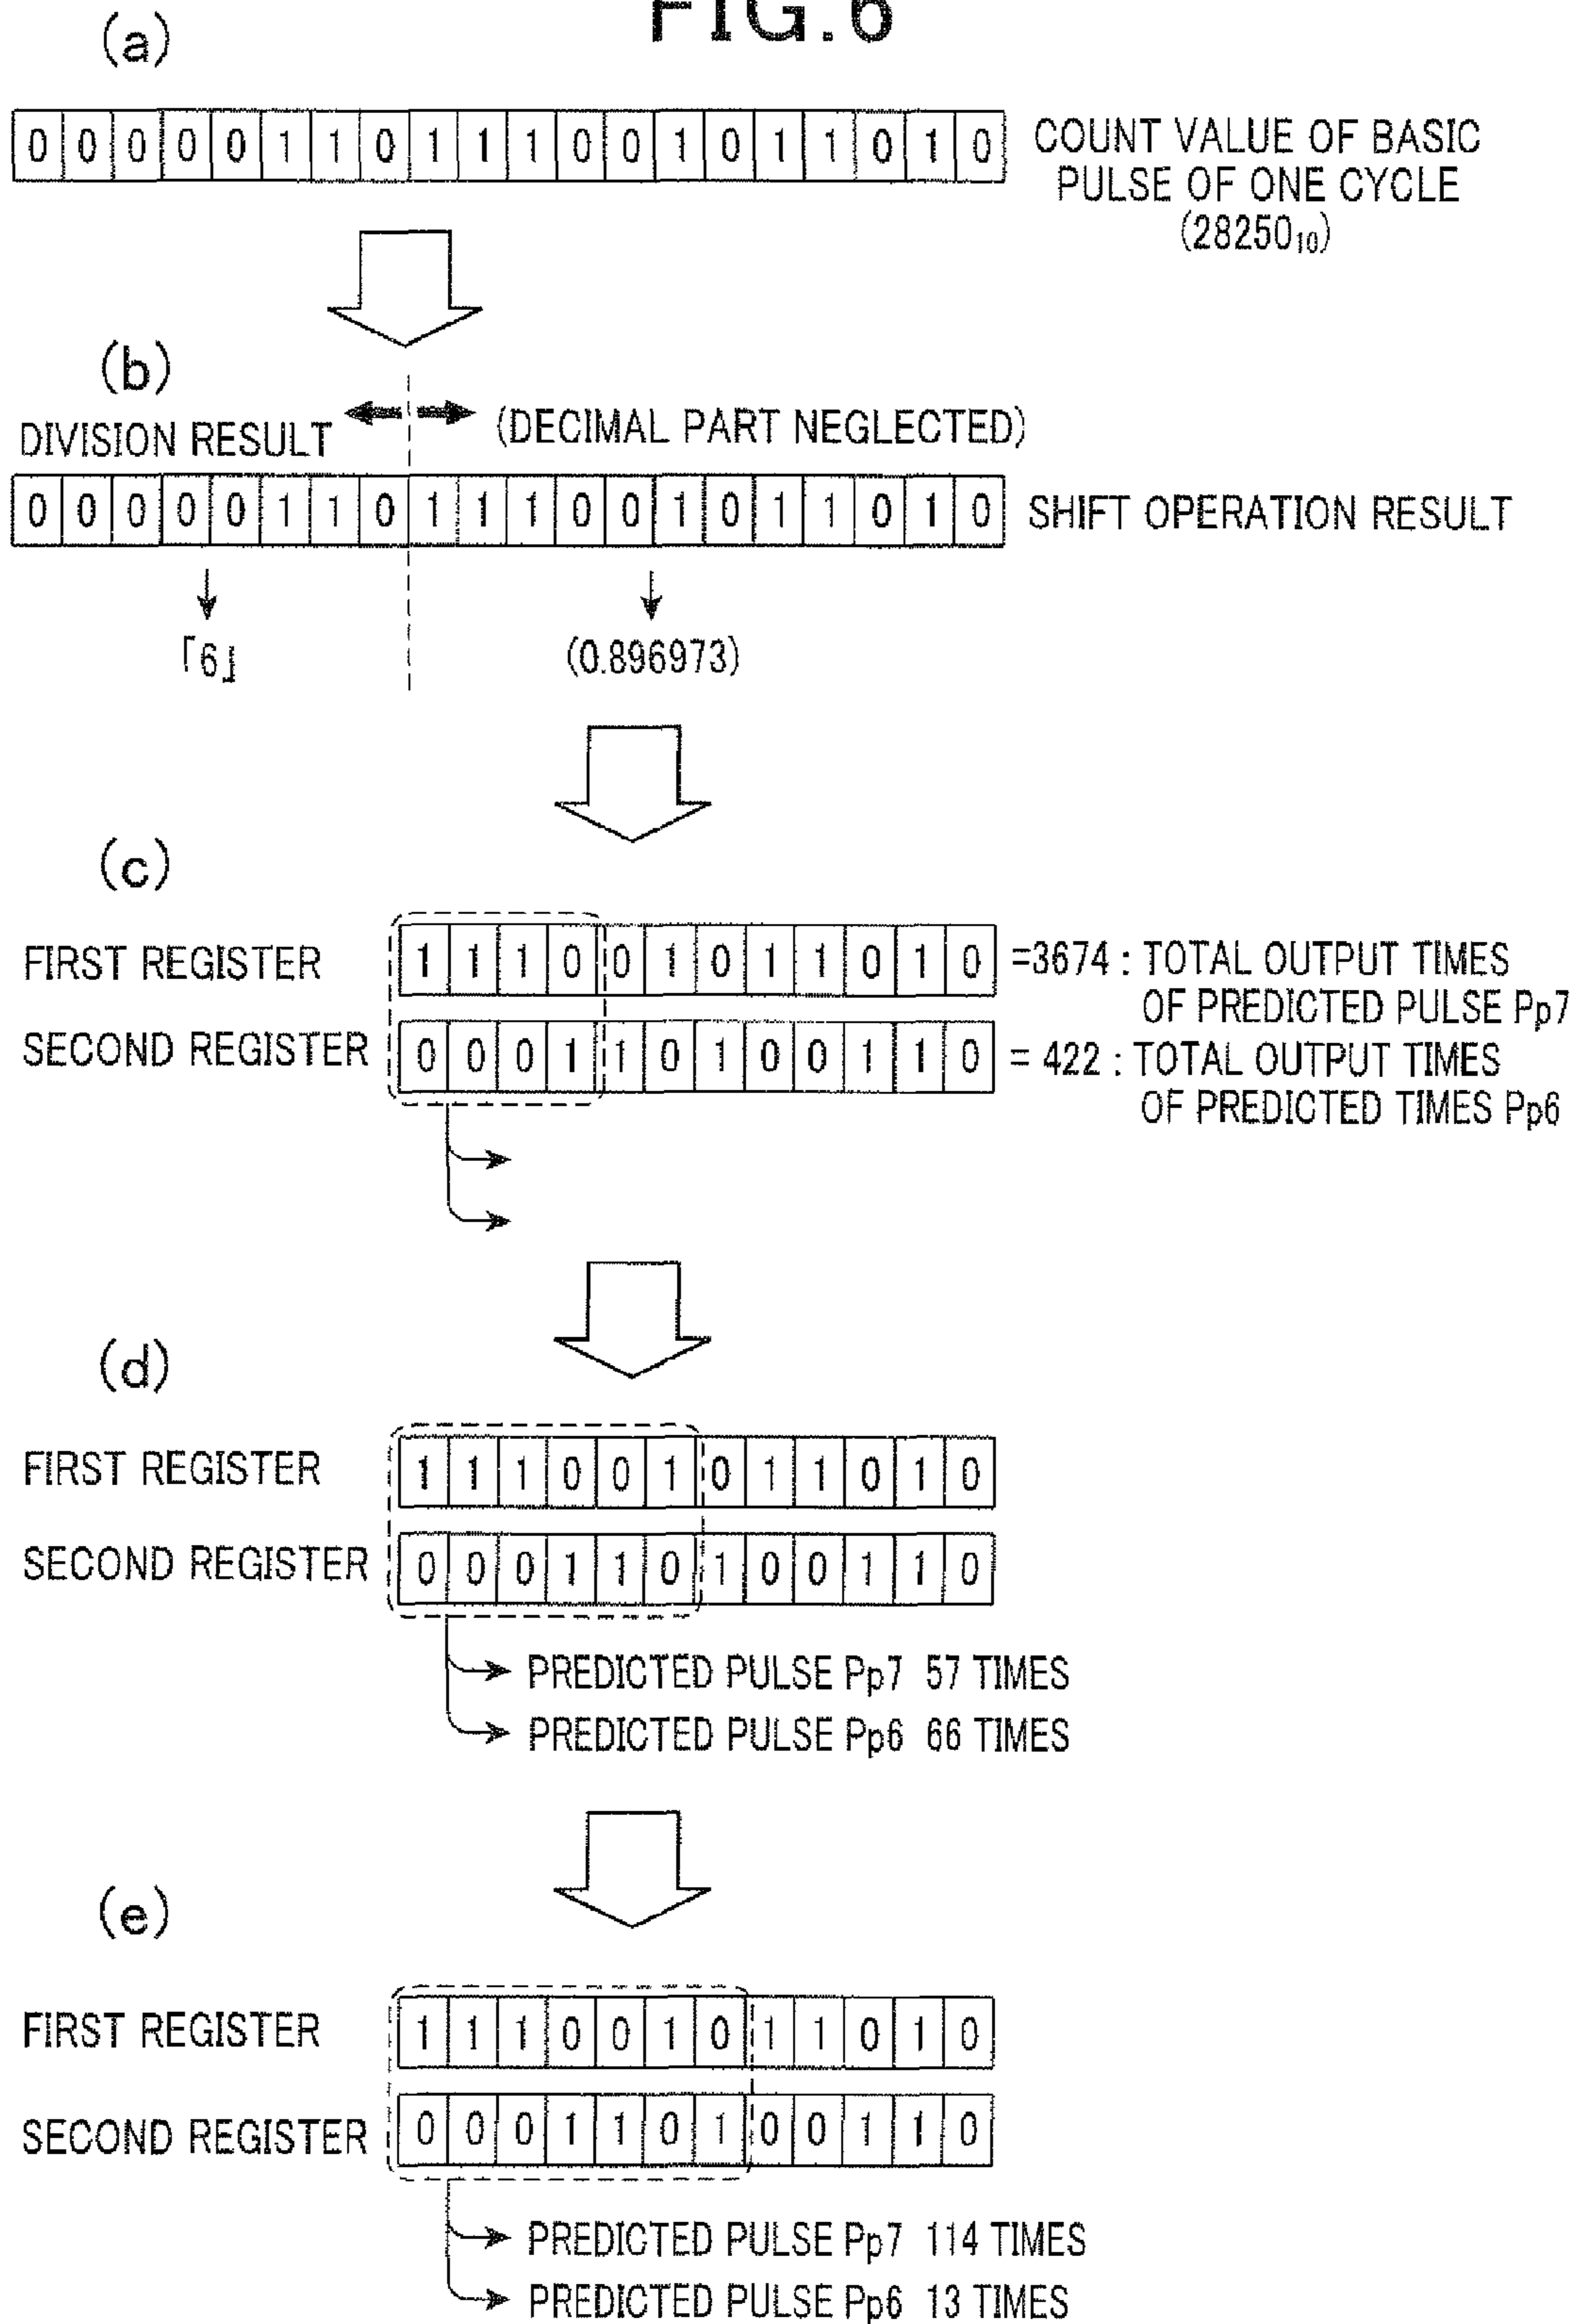 FIG.6
(a)
0 0 0 0 0 1 1 0 1 1 1 0 0 1 0 1 1 0 1 0
COUNT VALUE OF BASIC
PULSE OF ONE CYCLE
(28250₁₀)
(b)
DIVISION RESULT
(DECIMAL PART NEGLECTED)
0 0 0 0 0 1 1 0 1 1 1 0 0 1 0 1 1 0 1 0
SHIFT OPERATION RESULT
「6」
(0.896973)
(c)
FIRST REGISTER
1 1 1 0 0 1 0 1 1 0 1 0
=3674 : TOTAL OUTPUT TIMES
OF PREDICTED PULSE Pp7
SECOND REGISTER
0 0 0 1 1 0 1 0 0 1 1 0
= 422 : TOTAL OUTPUT TIMES
OF PREDICTED TIMES Pp6
(d)
FIRST REGISTER
1 1 1 0 0 1 0 1 1 0 1 0
SECOND REGISTER
0 0 0 1 1 0 1 0 0 1 1 0
PREDICTED PULSE Pp7 57 TIMES
PREDICTED PULSE Pp6 66 TIMES
(e)
FIRST REGISTER
1 1 1 0 0 1 0 1 1 0 1 0
SECOND REGISTER
0 0 0 1 1 0 1 0 0 1 1 0
PREDICTED PULSE Pp7 114 TIMES
PREDICTED PULSE Pp6 13 TIMES